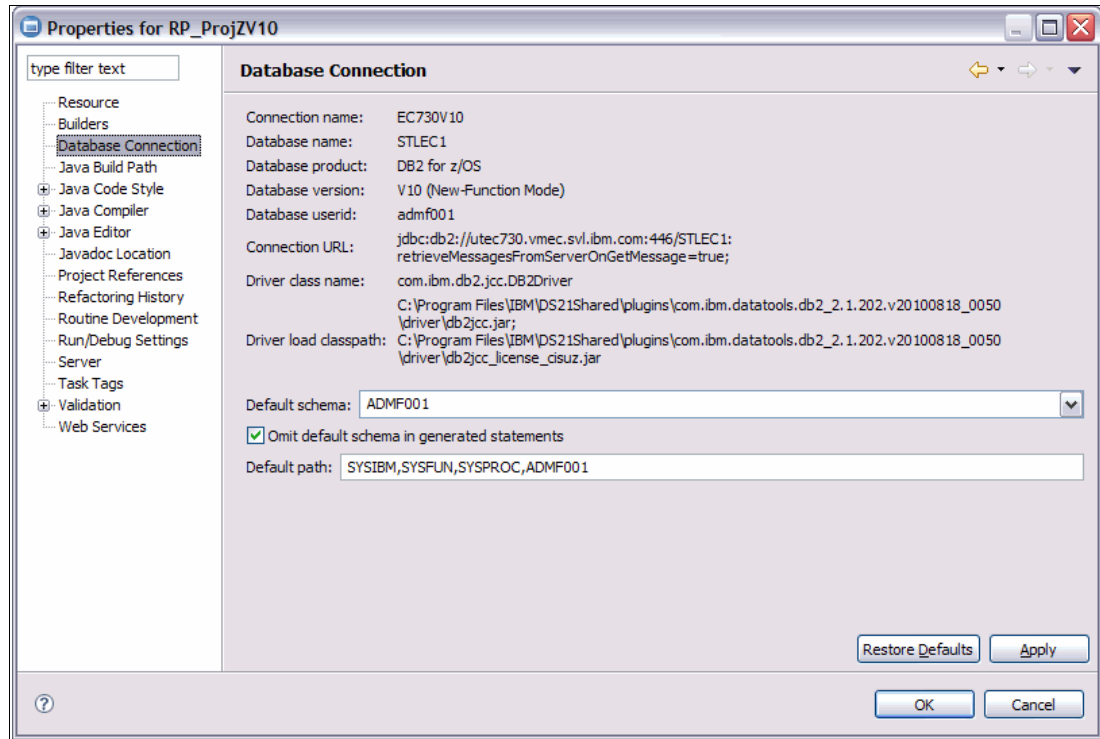 Properties for RP_ProjZV10
type filter text
Resource
Builders
Database Connection
Java Build Path
Java Code Style
Java Compiler
Java Editor
Javadoc Location
Project References
Refactoring History
Routine Development
Run/Debug Settings
Server
Task Tags
Validation
Web Services
Database Connection
Connection name: EC730V10
Database name: STLEC1
Database product: DB2 for z/OS
Database version: V10 (New-Function Mode)
Database userid: admf001
Connection URL: jdbc:db2://utec730.vmec.svl.ibm.com:446/STLEC1:
retrieveMessagesFromServerOnGetMessage=true;
Driver class name: com.ibm.db2.jcc.DB2Driver
C:\Program Files\IBM\DS21Shared\plugins\com.ibm.datatools.db2_2.1.202.v20100818_0050
\driver\db2jcc.jar;
Driver load classpath: C:\Program Files\IBM\DS21Shared\plugins\com.ibm.datatools.db2_2.1.202.v20100818_0050
\driver\db2jcc_license_cisuz.jar
Default schema: ADMF001
Omit default schema in generated statements
Default path: SYSIBM,SYSFUN,SYSPROC,ADMF001
Restore Defaults Apply
? OK Cancel